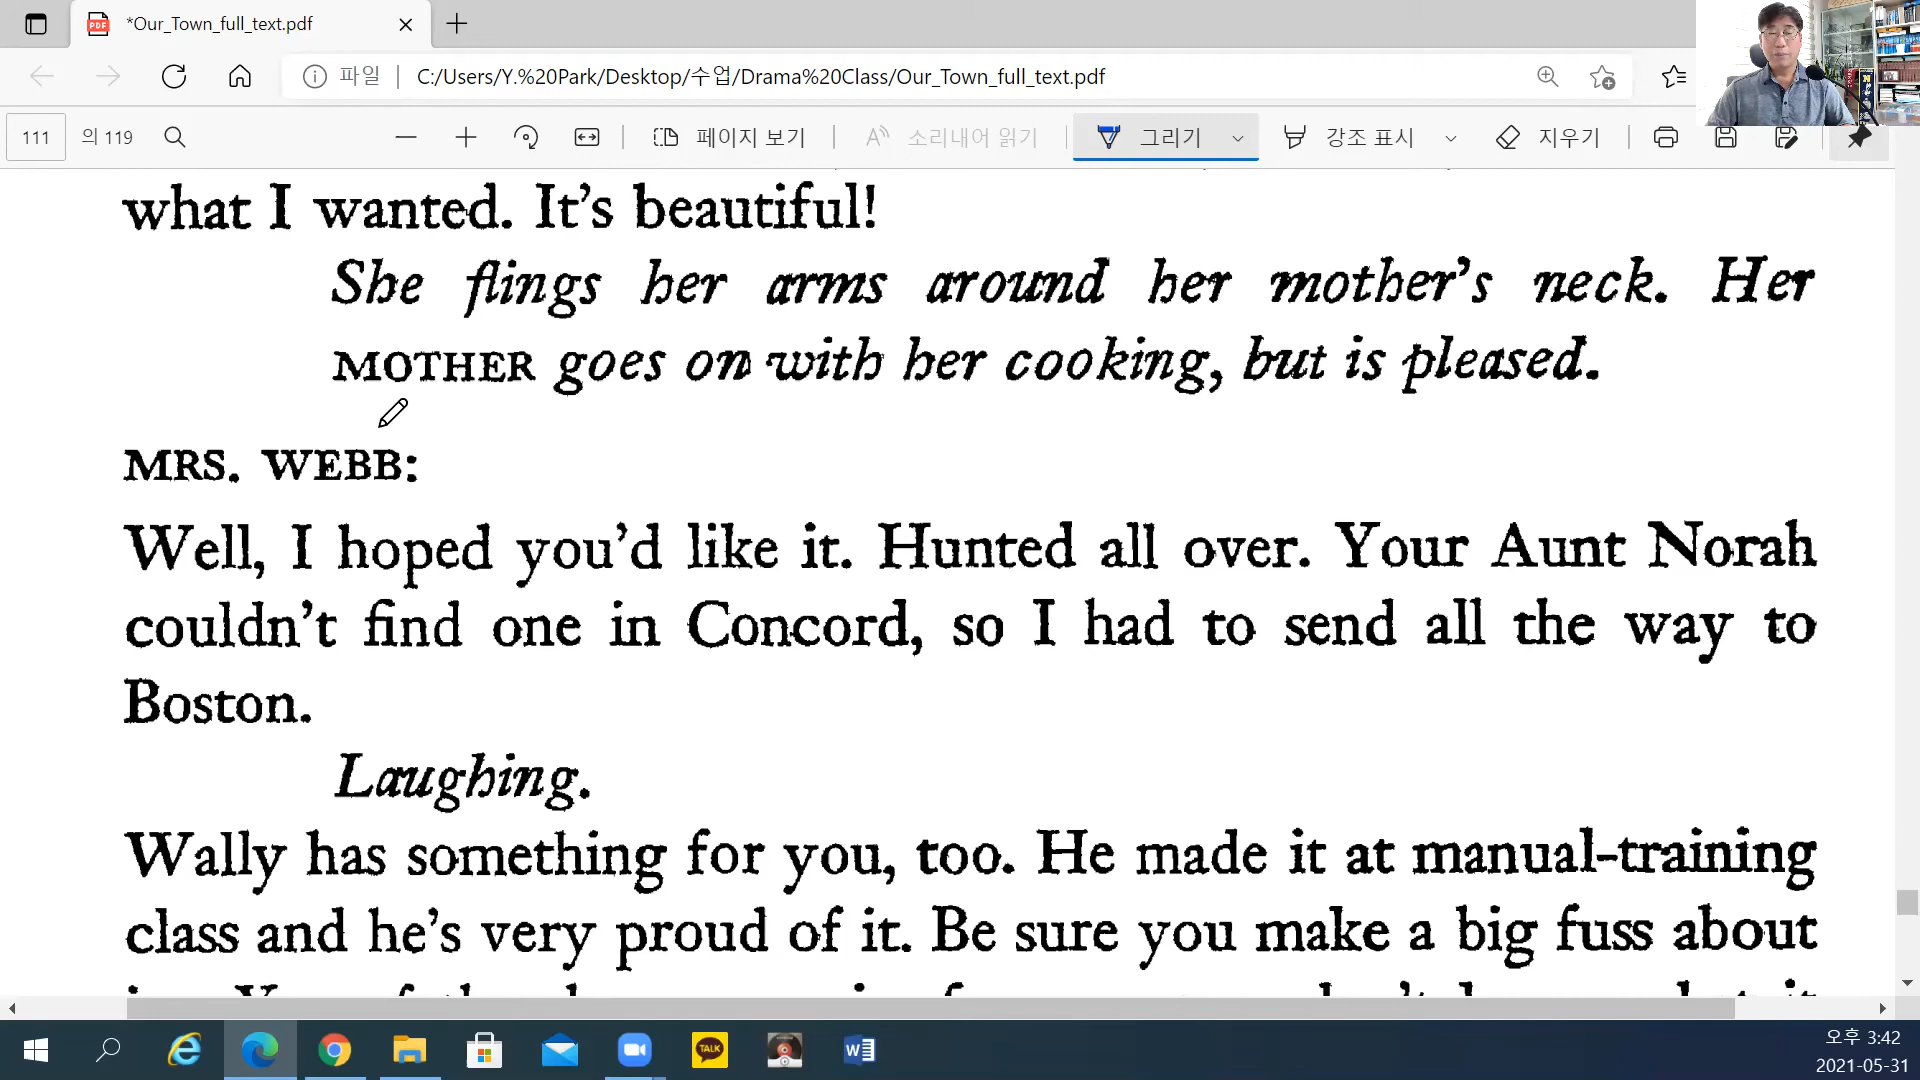 *Our_Town_full_text.pdf
파일
C:/Users/Y.%20Park/Desktop/수업/Drama%20Class/Our_Town_full_text.pdf
111 의 119
페이지 보기
소리내어 읽기
그리기
강조 표시
지우기
what I wanted. It's beautiful!
She flings her arms around her mother's neck. Her
MOTHER goes on with her cooking, but is pleased.
MRS. WEBB:
Well, I hoped you'd like it. Hunted all over. Your Aunt Norah
couldn't find one in Concord, so I had to send all the way to
Boston.
Laughing.
Wally has something for you, too. He made it at manual-training
class and he's very proud of it. Be sure you make a big fuss about
TALK
오후 3:42
2021-05-31